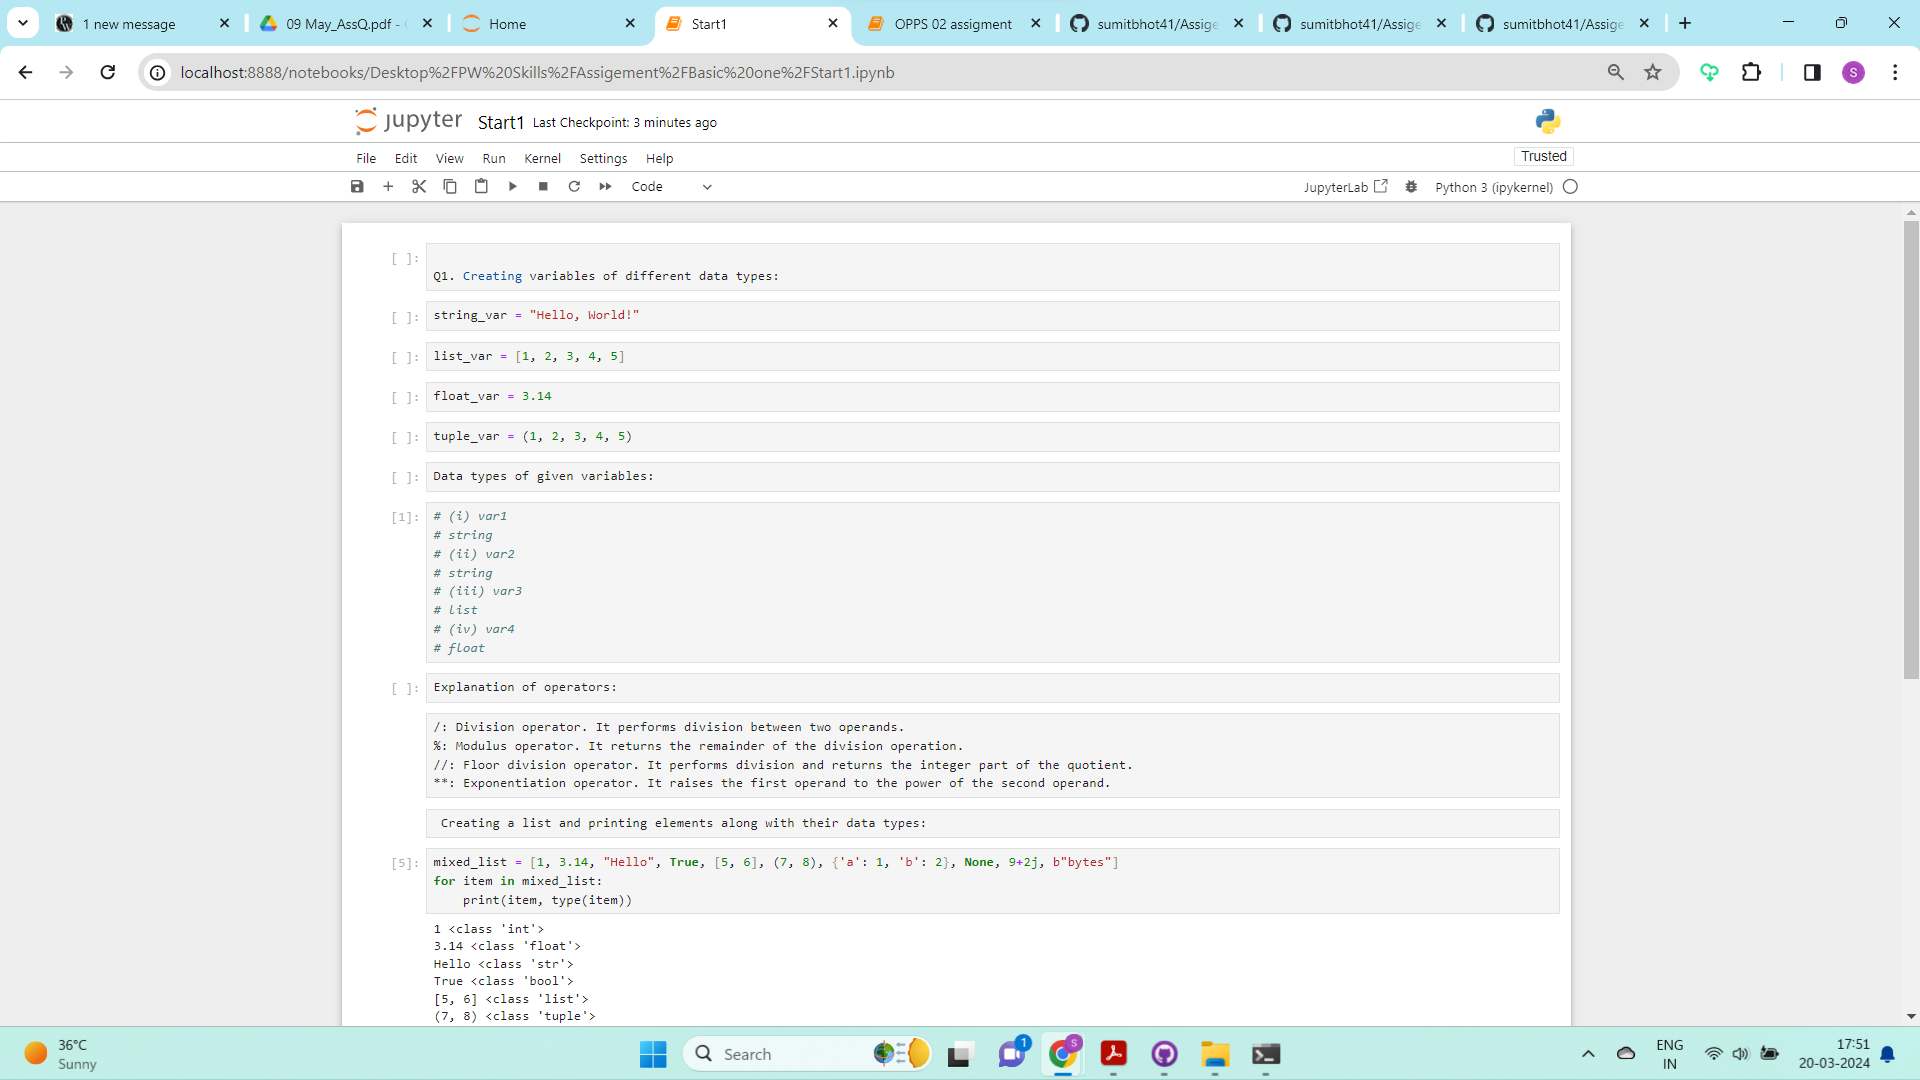 1 new message
09 May_AssQ.pdf -
Home
Start1
OPPS 02 assigment
sumitbhot41/Assige
sumitbhot41/Assige
sumitbhot41/Assige
localhost:8888/notebooks/Desktop%2FPW%20Skills%2FAssigement%2FBasic%20one%2FStart1.ipynb
S
jupyter Start1 Last Checkpoint: 3 minutes ago
File Edit View Run Kernel Settings Help
Trusted
Code
JupyterLab
Python 3 (ipykernel)
[ ]:
Q1. Creating variables of different data types:
[ ]: string_var = "Hello, World!"
[ ]: list_var = [1, 2, 3, 4, 5]
[ ]: float_var = 3.14
[ ]: tuple_var = (1, 2, 3, 4, 5)
[ ]: Data types of given variables:
[1]: # (i) var1
# string
# (ii) var2
# string
# (iii) var3
# list
# (iv) var4
# float
[ ]: Explanation of operators:
/: Division operator. It performs division between two operands.
%: Modulus operator. It returns the remainder of the division operation.
//: Floor division operator. It performs division and returns the integer part of the quotient.
**: Exponentiation operator. It raises the first operand to the power of the second operand.
Creating a list and printing elements along with their data types:
[5]: mixed_list = [1, 3.14, "Hello", True, [5, 6], (7, 8), {'a': 1, 'b': 2}, None, 9+2j, b"bytes"]
for item in mixed_list:
print(item, type(item))
1 <class 'int'>
3.14 <class 'float'>
Hello <class 'str'>
True <class 'bool'>
[5, 6] <class 'list'>
(7, 8) <class 'tuple'>
36°C
Sunny
Search
1
S
ENG
IN
17:51
20-03-2024